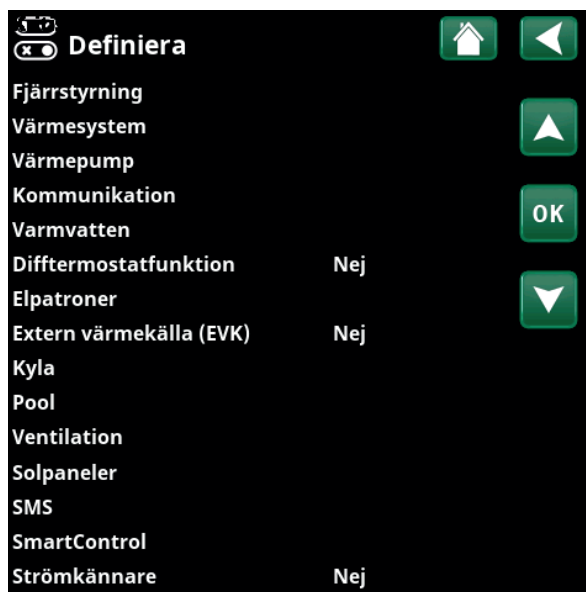 Definiera
Fjärrstyrning
Värmesystem
Värmepump
Kommunikation
Varmvatten
OK
Difftermostatfunktion Nej
Elpatroner
Extern värmekälla (EVK) Nej
Kyla
Pool
Ventilation
Solpaneler
SMS
SmartControl
Strömkännare Nej